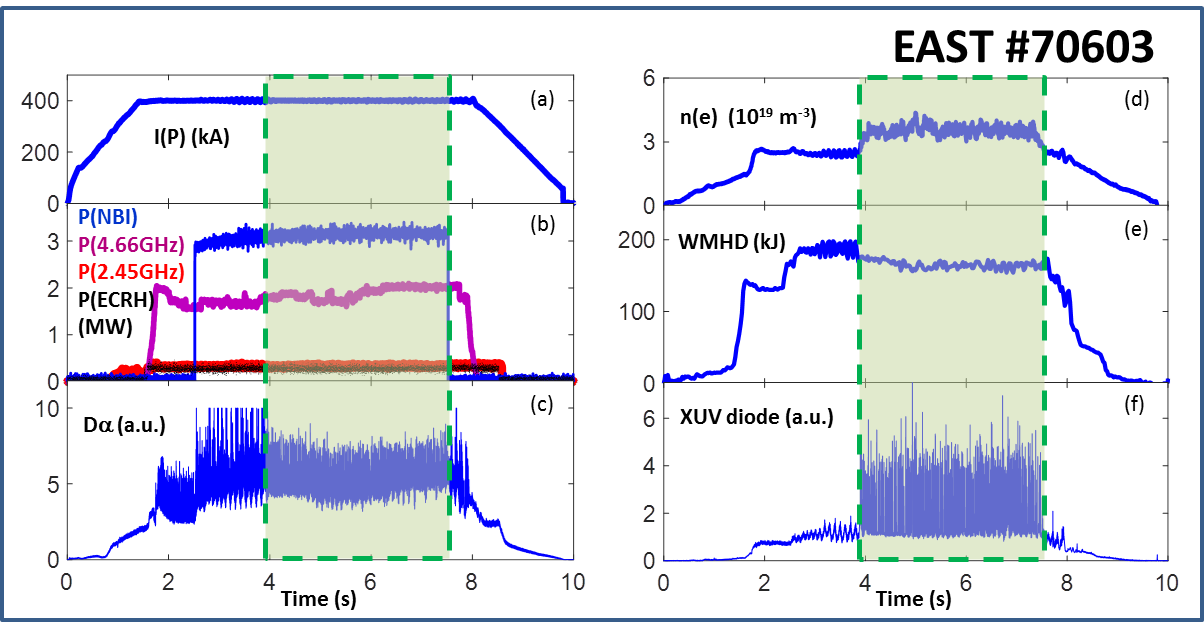 EAST #70603
400
200
0
I(P) (kA)
(a)
P(NBI)
P(4.66GHz)
P(2.45GHz)
P(ECRH)
(MW)
3
2
1
0
(b)
10
5
0
Dα (a.u.)
(c)
0 2 4 6 8 10
Time (s)
6
3
0
n(e) (10¹⁹ m⁻³)
(d)
200
100
0
WMHD (kJ)
(e)
6
4
2
0
XUV diode (a.u.)
(f)
0 2 4 6 8 10
Time (s)